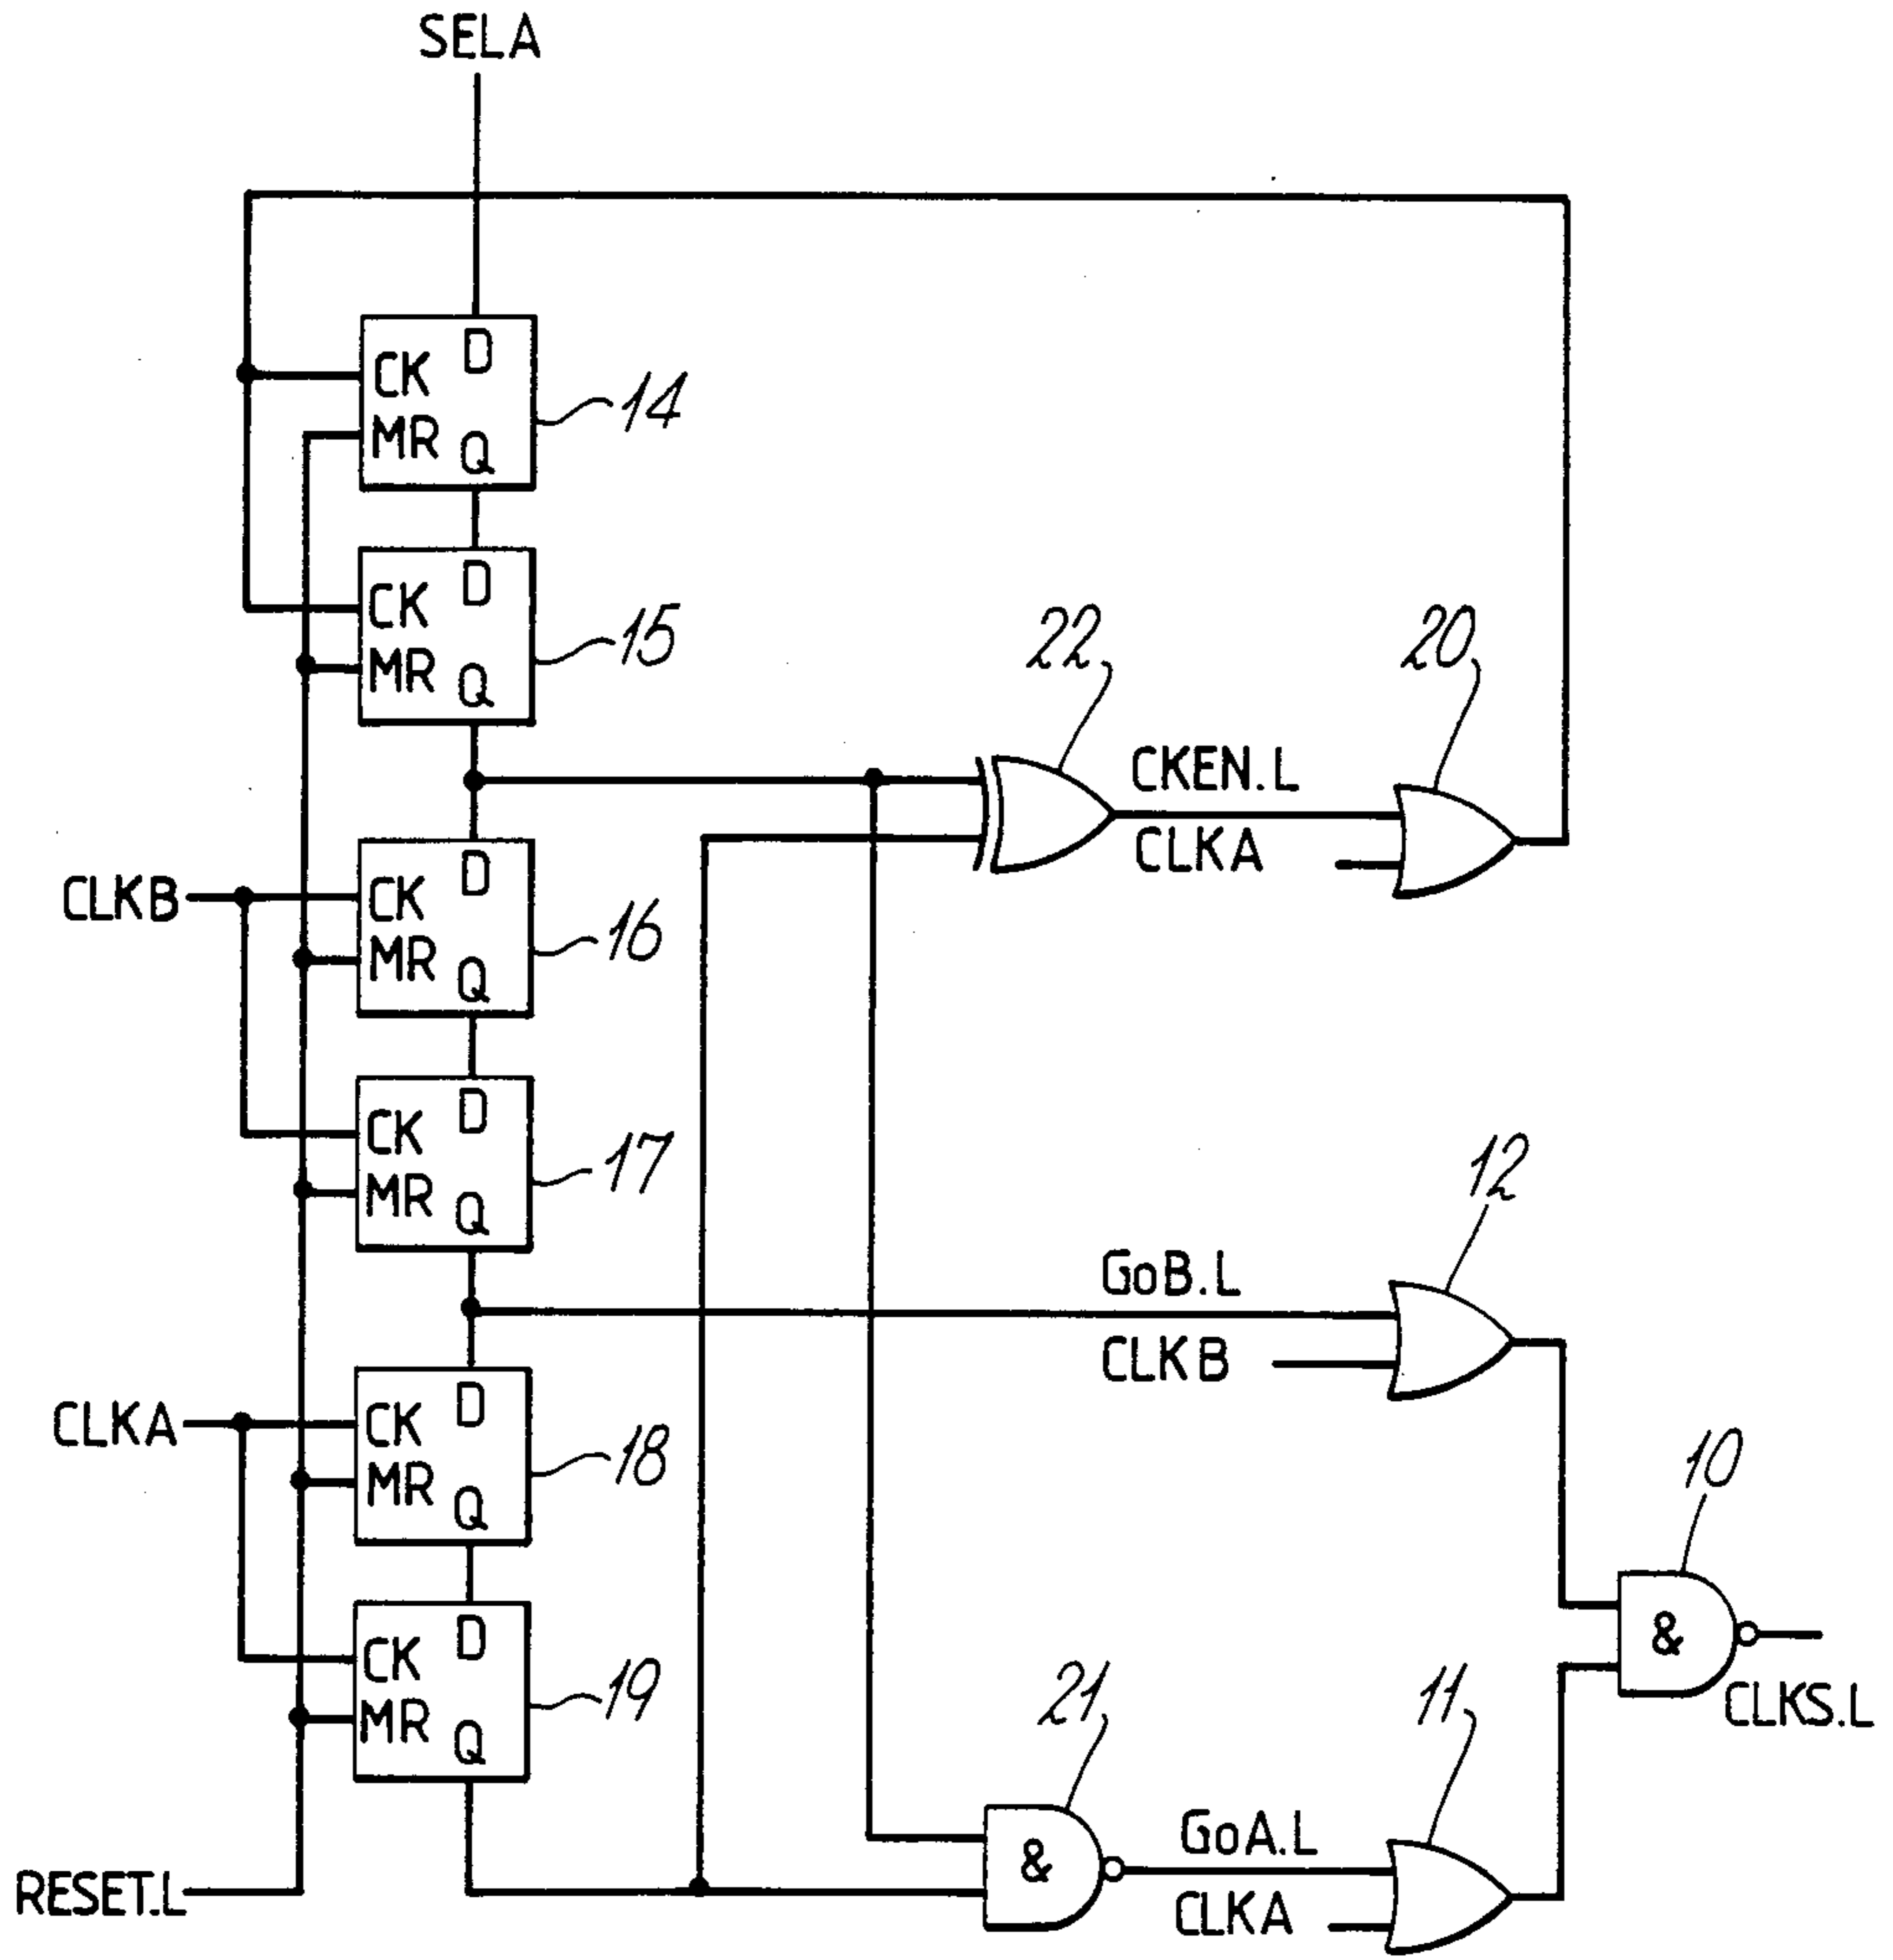 SELA
CK D
MR Q
14
CK D
MR Q
15
22
20
CKEN.L
CLKA
CLKB
CK D
MR Q
16
CK D
MR Q
17
12
GoB.L
CLKB
CLKA
CK D
MR Q
18
10
&
CLKS.L
CK D
MR Q
19
21
11
&
GoA.L
CLKA
RESET.L